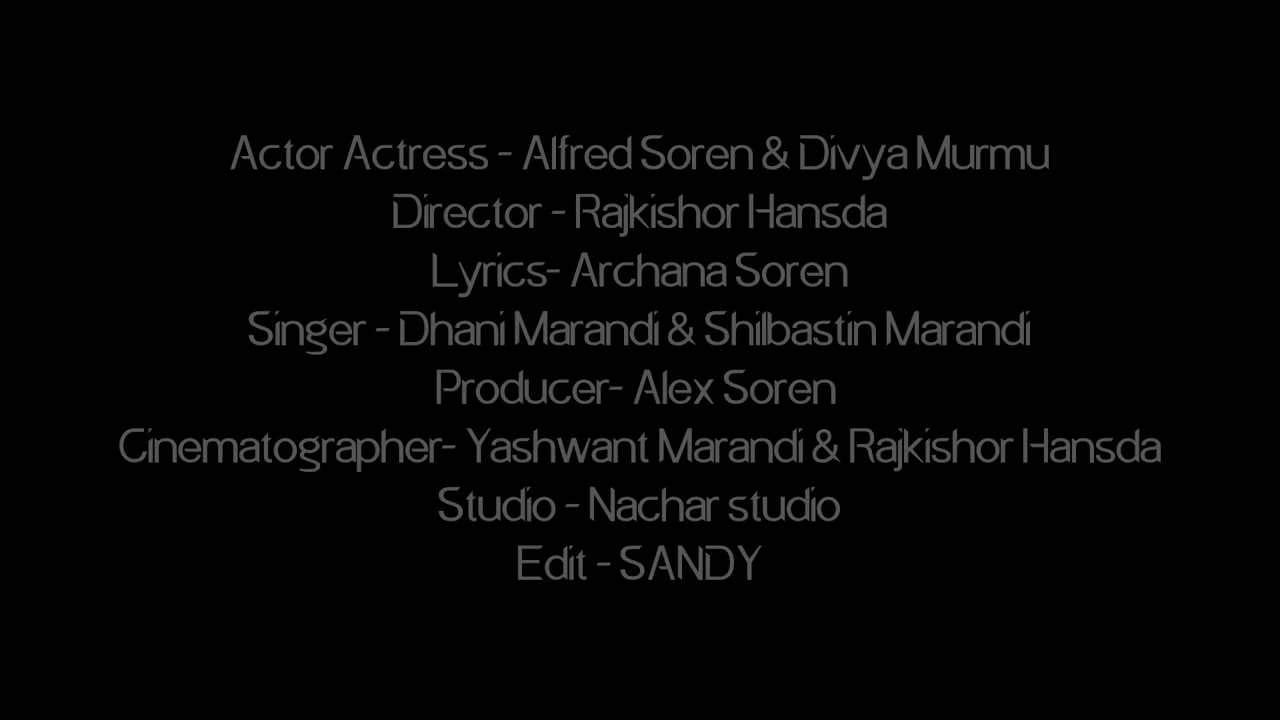 Actor Actress - Alfred Soren & Divya Murmu
Director - Rajkishor Hansda
Lyrics- Archana Soren
Singer - Dhani Marandi & Shilbastin Marandi
Producer- Alex Soren
Cinematographer- Yashwant Marandi & Rajkishor Hansda
Studio - Nachar studio
Edit - SANDY